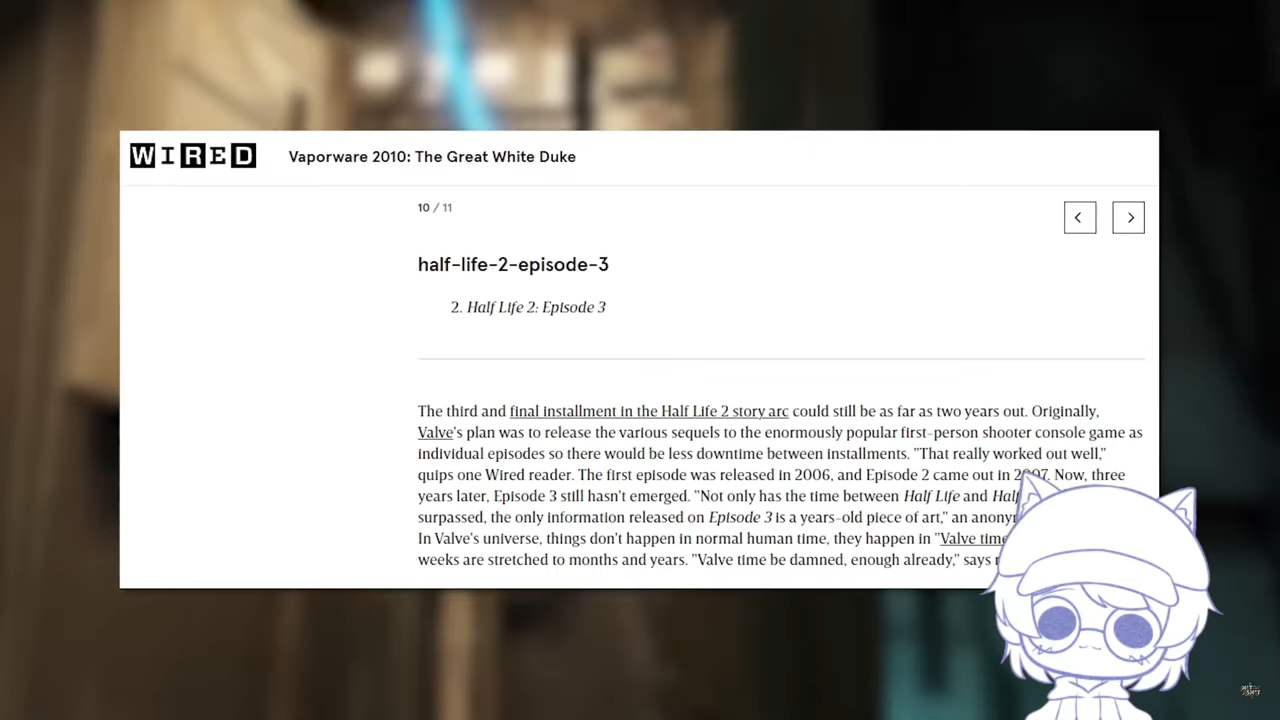 WIRED
Vaporware 2010: The Great White Duke
10 / 11
half-life-2-episode-3
2. Half Life 2: Episode 3
The third and final installment in the Half Life 2 story arc could still be as far as two years out. Originally,
Valve's plan was to release the various sequels to the enormously popular first-person shooter console game as
individual episodes so there would be less downtime between installments. "That really worked out well,"
quips one Wired reader. The first episode was released in 2006, and Episode 2 came out in 2007. Now, three
years later, Episode 3 still hasn't emerged. "Not only has the time between Half Life and
surpassed, the only information released on Episode 3 is a years-old piece of art," an
In Valve's universe, things don't happen in normal human time, they happen in "Valve time
weeks are stretched to months and years. "Valve time be damned, enough already," says